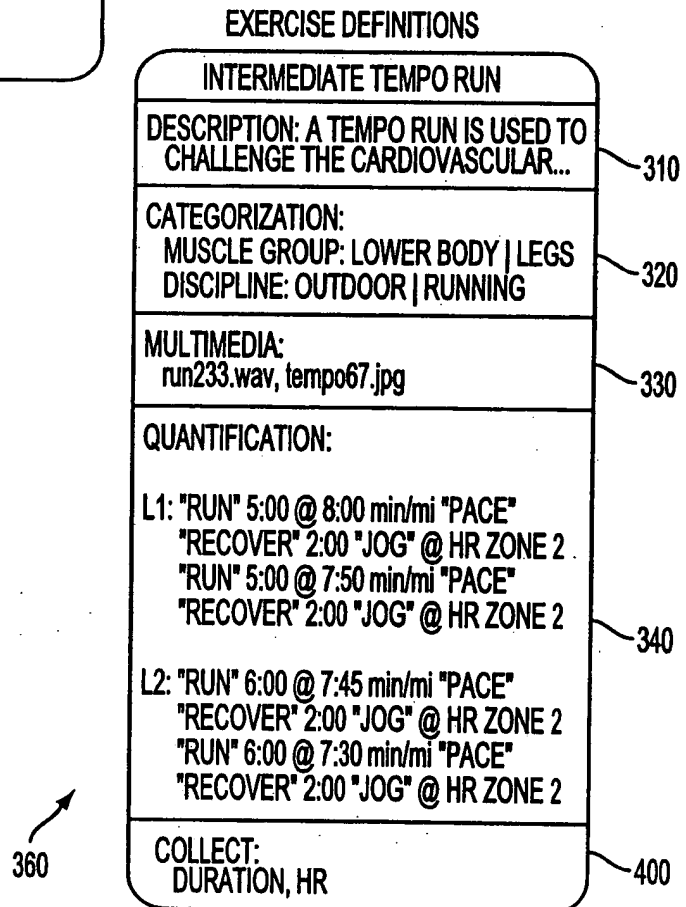 EXERCISE DEFINITIONS
INTERMEDIATE TEMPO RUN
DESCRIPTION: A TEMPO RUN IS USED TO
CHALLENGE THE CARDIOVASCULAR...
310
CATEGORIZATION:
MUSCLE GROUP: LOWER BODY | LEGS
DISCIPLINE: OUTDOOR | RUNNING
320
MULTIMEDIA:
run233.wav, tempo67.jpg
330
QUANTIFICATION:
L1: "RUN" 5:00 @ 8:00 min/mi "PACE"
"RECOVER" 2:00 "JOG" @ HR ZONE 2
"RUN" 5:00 @ 7:50 min/mi "PACE"
"RECOVER" 2:00 "JOG" @ HR ZONE 2
340
L2: "RUN" 6:00 @ 7:45 min/mi "PACE"
"RECOVER" 2:00 "JOG" @ HR ZONE 2
"RUN" 6:00 @ 7:30 min/mi "PACE"
"RECOVER" 2:00 "JOG" @ HR ZONE 2
360
COLLECT:
DURATION, HR
400